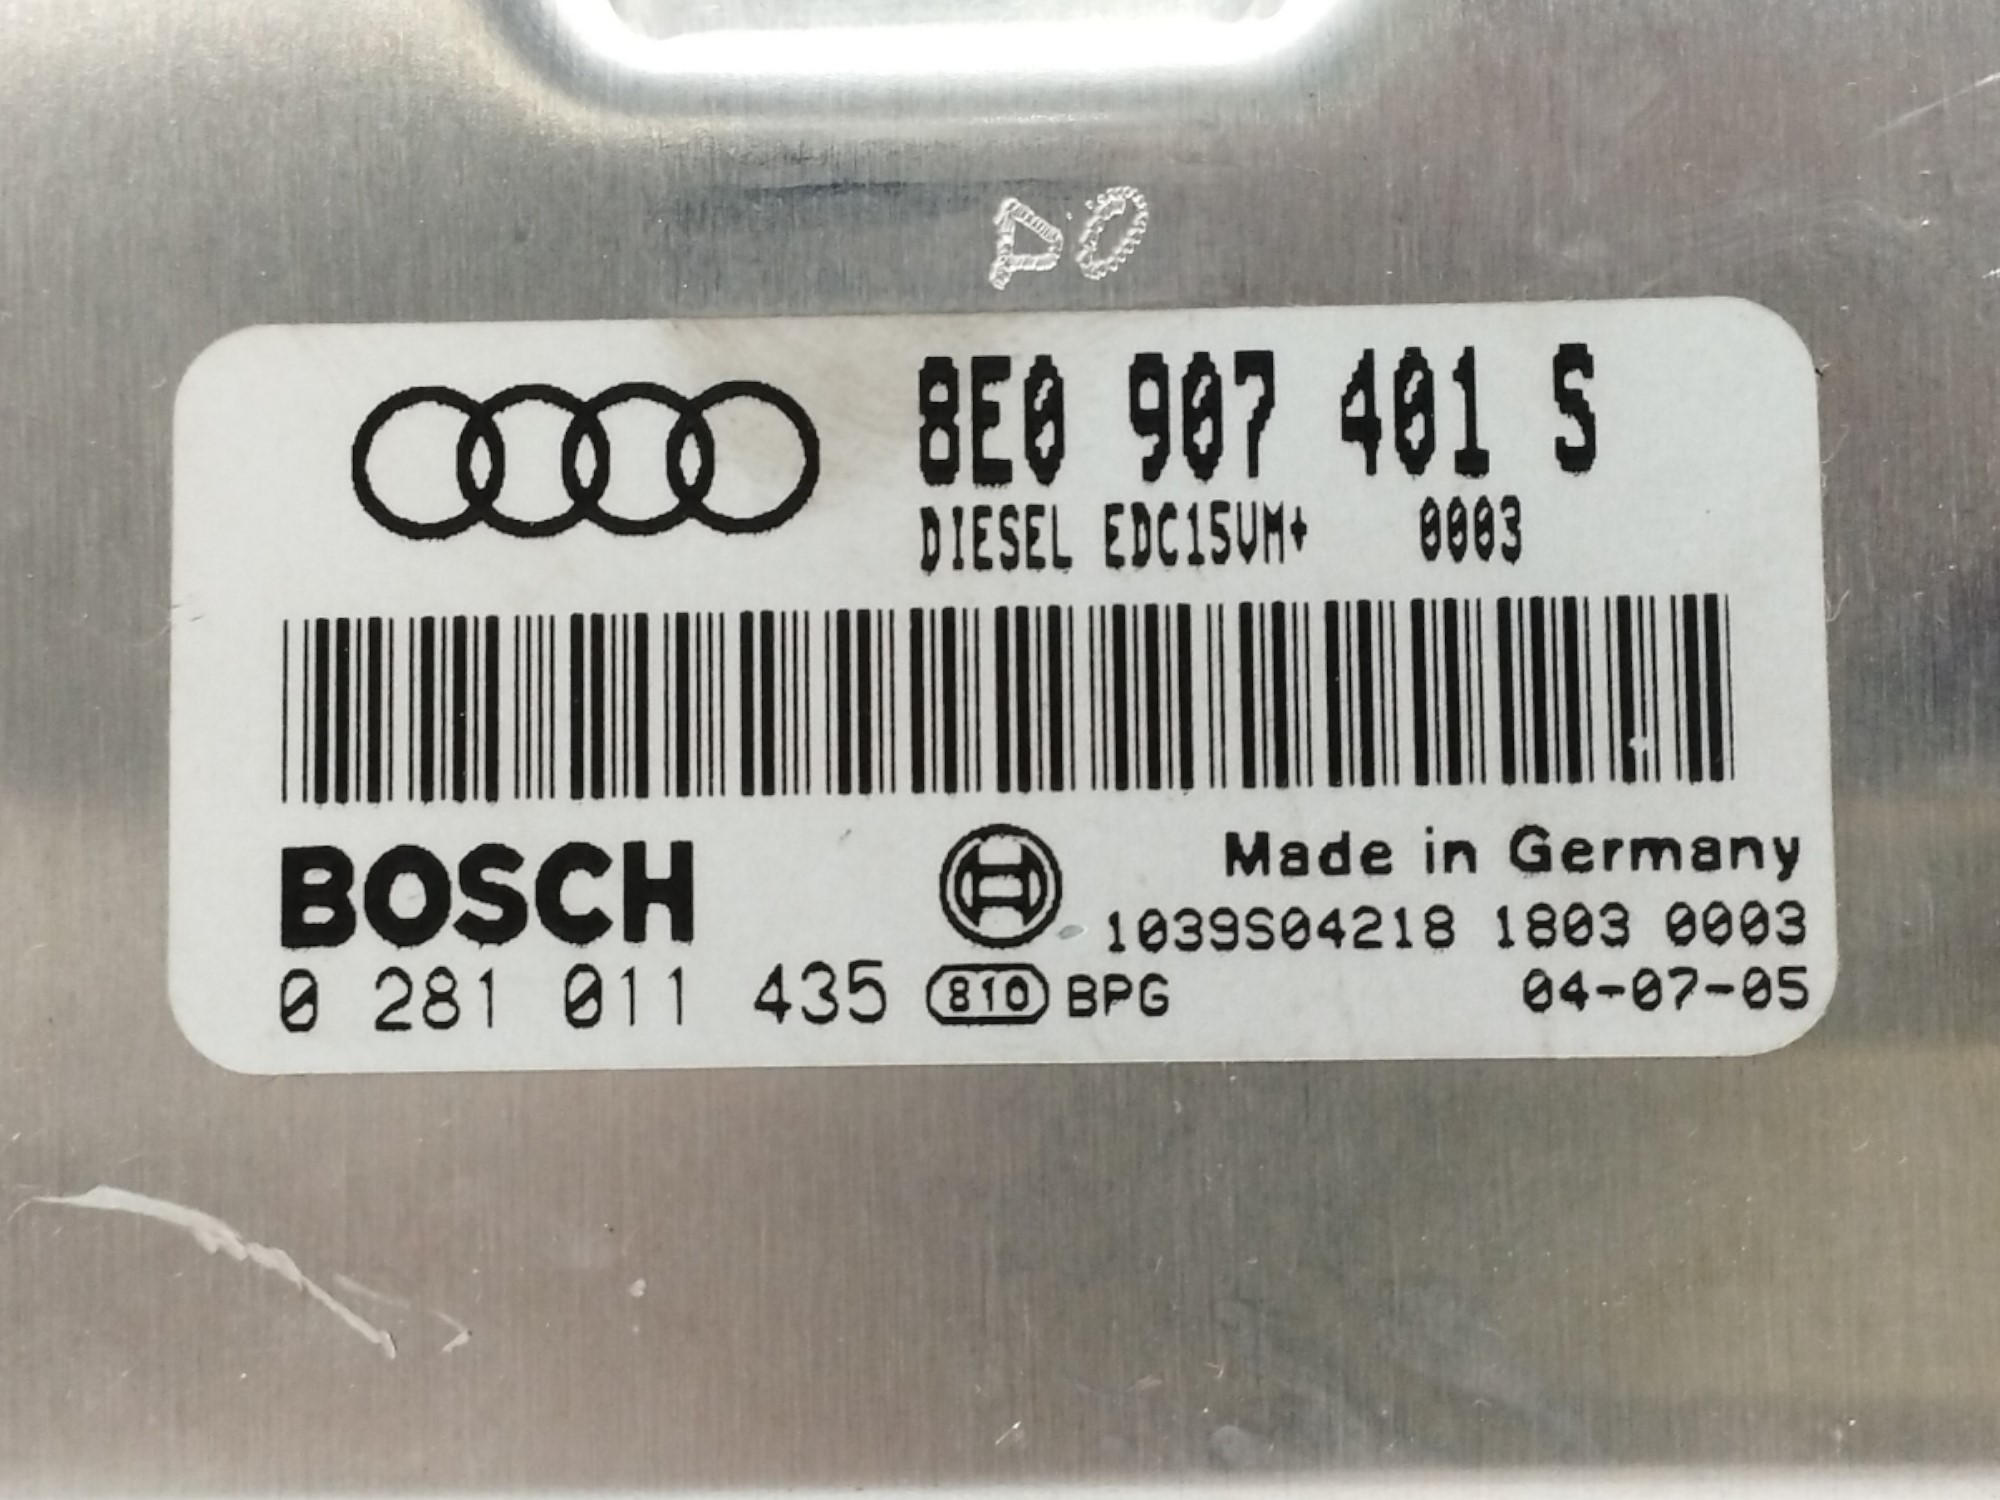 8E0 907 401 S
DIESEL EDC15VM+ 0003
BOSCH
Made in Germany
1039S04218 1803 0003
0 281 011 435 810 BPG 04-07-05